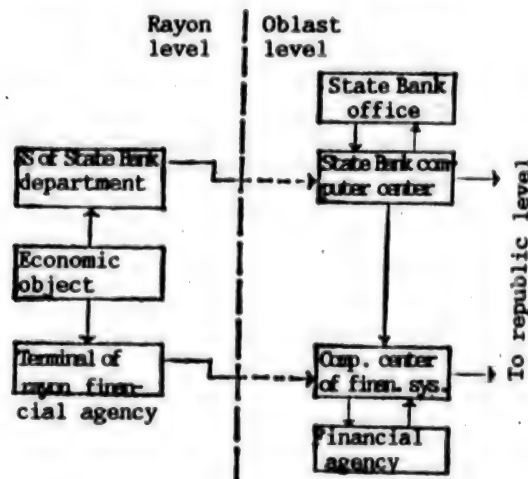 Rayon
level
Oblast
level
State Bank
office
of State Bank
department
State Bank com
puter center
Economic
object
Terminal of
rayon finan-
cial agency
Comp. center
of finan. sys.
Financial
agency
To republic level